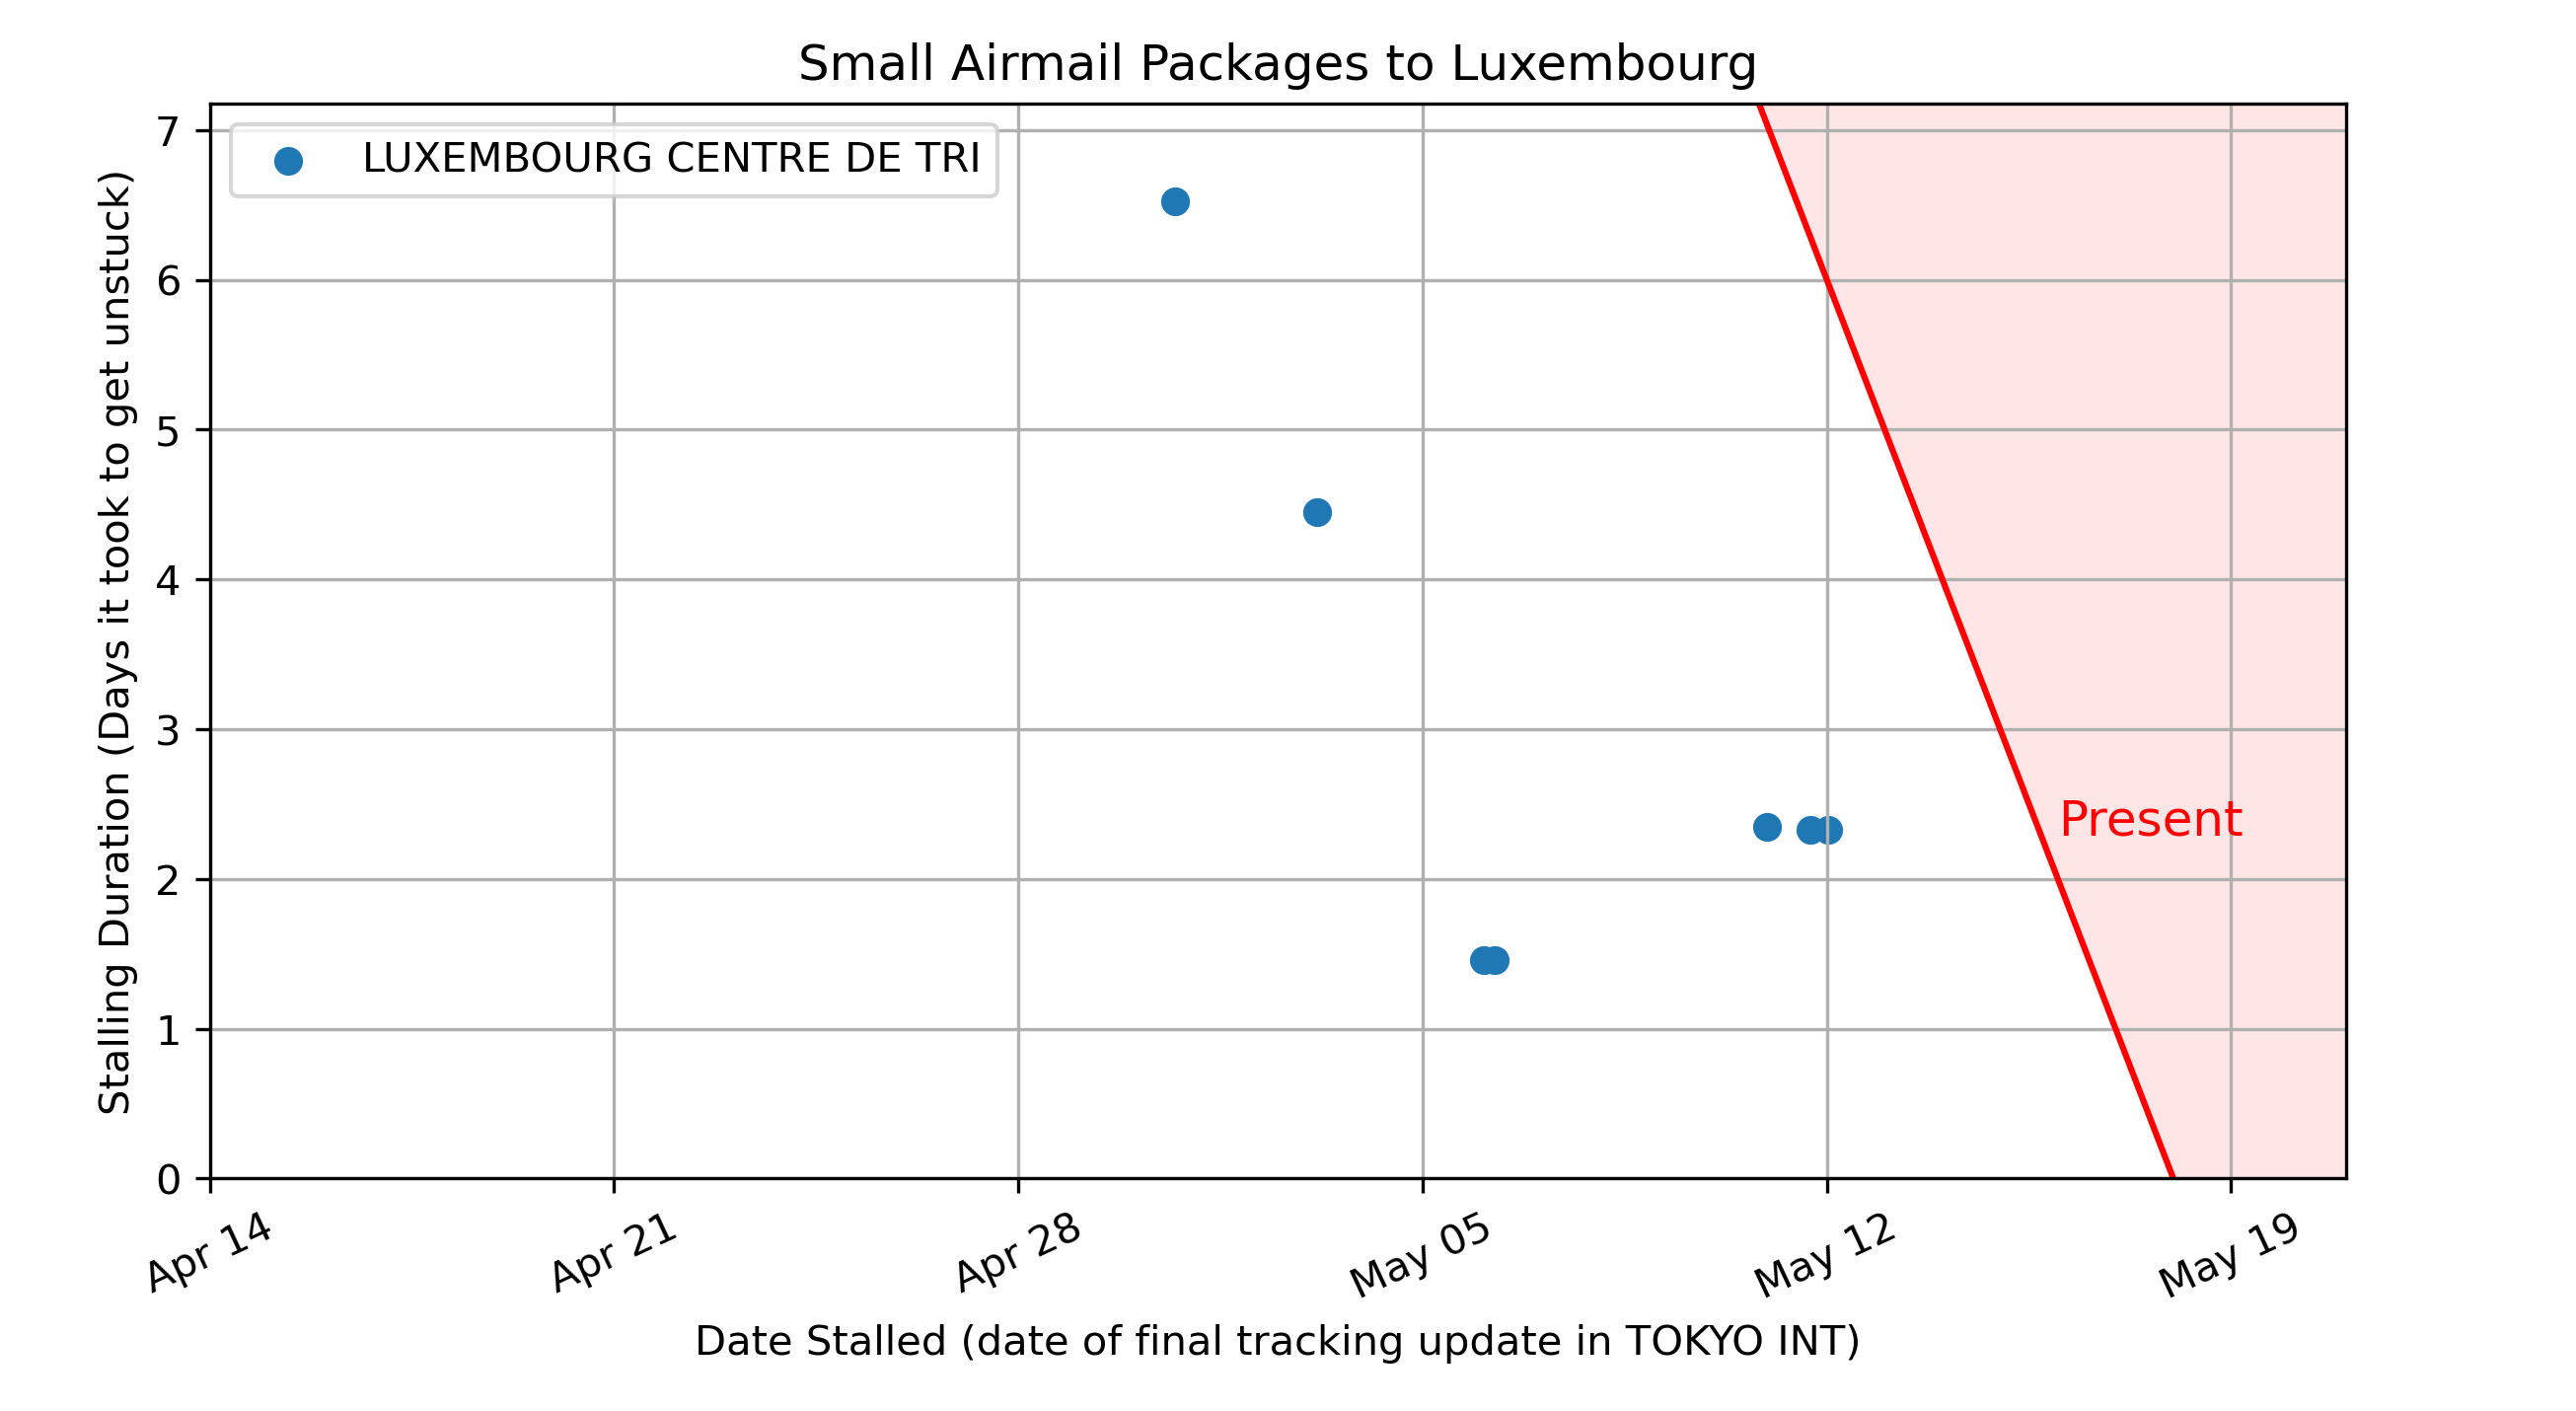 Small Airmail Packages to Luxembourg
LUXEMBOURG CENTRE DE TRI
Stalling Duration (Days it took to get unstuck)
7
6
5
4
3
2
1
0
Present
Apr 14
Apr 21
Apr 28
May 05
May 12
May 19
Date Stalled (date of final tracking update in TOKYO INT)